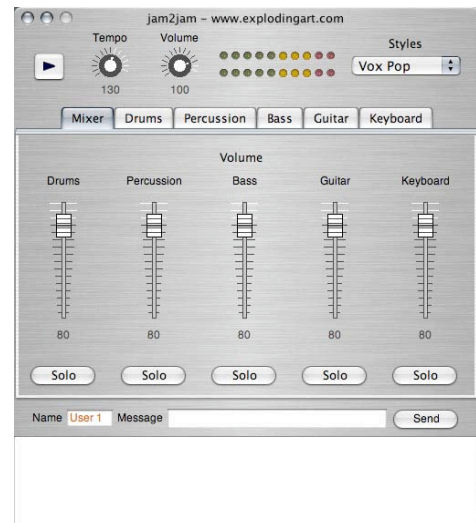 jam2jam – www.explodingart.com
Tempo Volume Styles
Vox Pop
130 100
Mixer Drums Percussion Bass Guitar Keyboard
Volume
Drums Percussion Bass Guitar Keyboard
80 80 80 80 80
Solo Solo Solo Solo Solo
Name User 1 Message Send